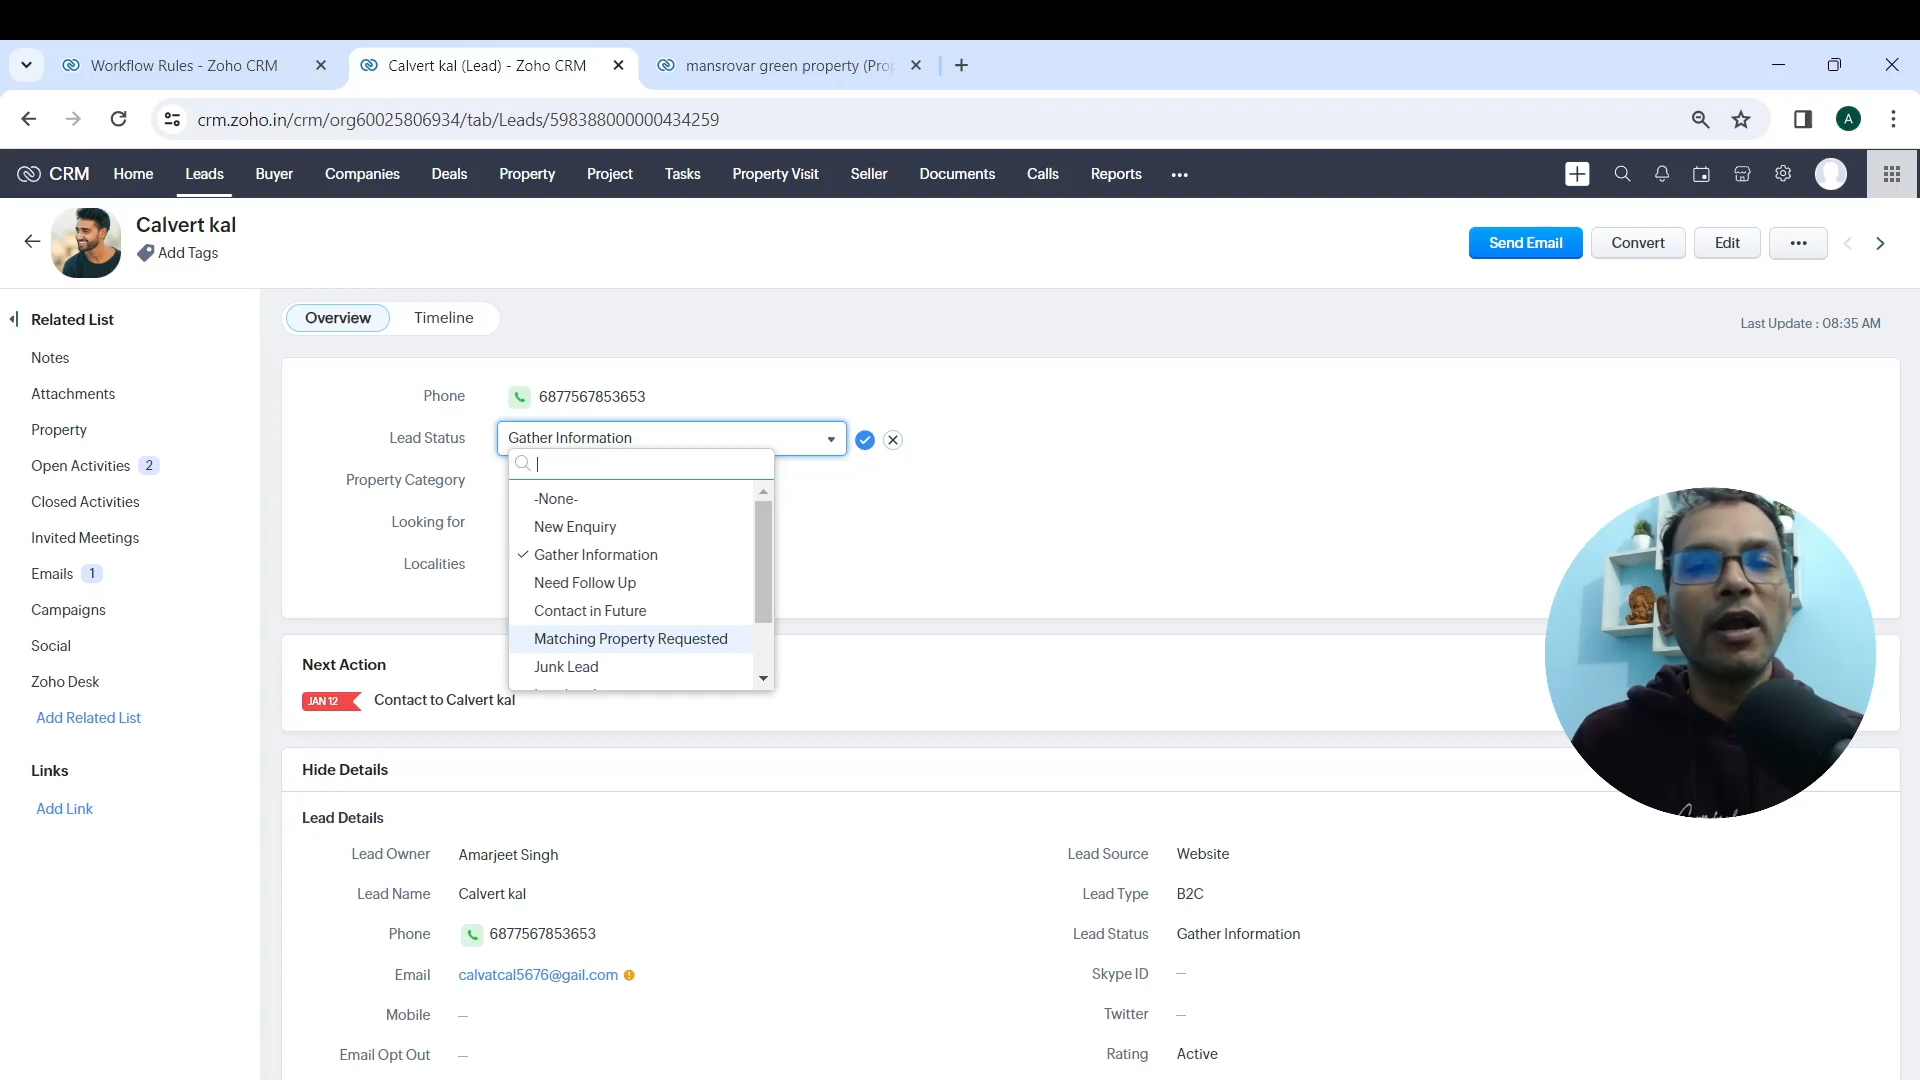 Workflow Rules - Zoho CRM
Calvert kal (Lead) - Zoho CRM
mansrovar green property (Pro
crm.zoho.in/crm/org60025806934/tab/Leads/598388000000434259
A
CRM
Home
Leads
Buyer
Companies
Deals
Property
Project
Tasks
Property Visit
Seller
Documents
Calls
Reports
Calvert kal
Add Tags
Send Email
Convert
Edit
Related List
Notes
Attachments
Property
Open Activities 2
Closed Activities
Invited Meetings
Emails 1
Campaigns
Social
Zoho Desk
Add Related List
Links
Add Link
Overview
Timeline
Last Update : 08:35 AM
Phone 6877567853653
Lead Status Gather Information
Property Category
Looking for
Localities
-None-
New Enquiry
Gather Information
Need Follow Up
Contact in Future
Matching Property Requested
Junk Lead
Next Action
JAN 12 Contact to Calvert kal
Hide Details
Lead Details
Lead Owner Amarjeet Singh
Lead Source Website
Lead Name Calvert kal
Lead Type B2C
Phone 6877567853653
Lead Status Gather Information
Email calvatcal5676@gail.com
Skype ID —
Mobile —
Twitter —
Email Opt Out —
Rating Active